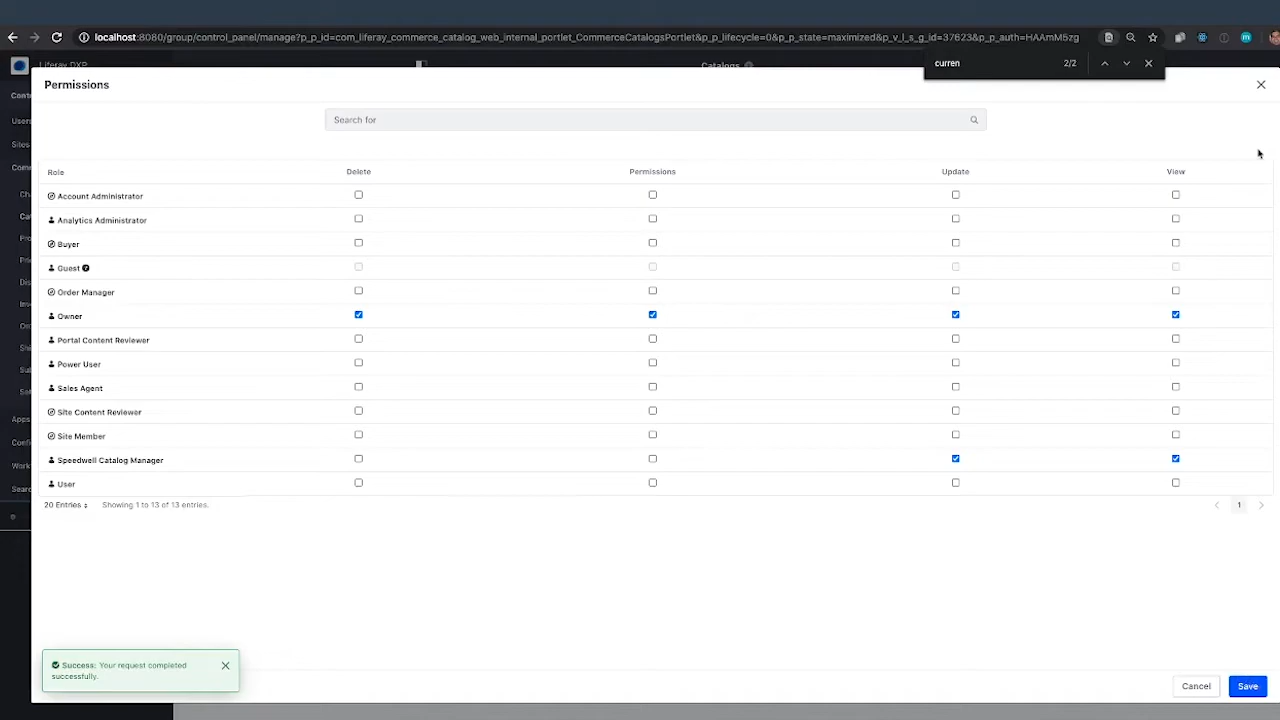 localhost:8080/group/control_panel/manage?p_p_id=com_liferay_commerce_catalog_web_internal_portlet_CommerceCatalogsPortlet&p_p_lifecycle=0&p_p_state=maximized&p_v_l_s_g_id=37623&p_p_auth=HAAmM5zg
curren 2/2
Liferay DXP Catalogs
Permissions
Search for
Role Delete Permissions Update View
Account Administrator
Analytics Administrator
Buyer
Guest
Order Manager
Owner
Portal Content Reviewer
Power User
Sales Agent
Site Content Reviewer
Site Member
Speedwell Catalog Manager
User
20 Entries Showing 1 to 13 of 13 entries. 1
Success: Your request completed
successfully.
Cancel Save